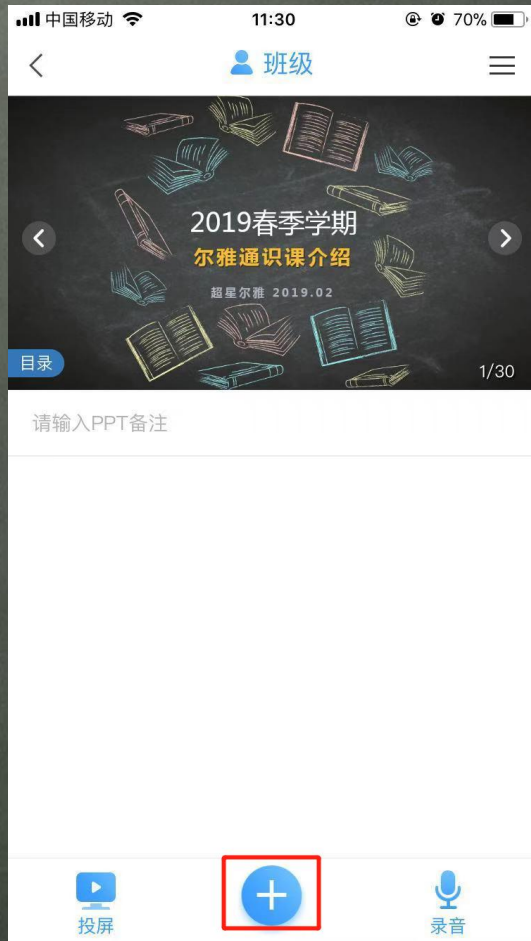 中国移动 11:30 70%
班级
2019春季学期
尔雅通识课介绍
超星尔雅 2019.02
目录
1/30
请输入PPT备注
投屏
录音